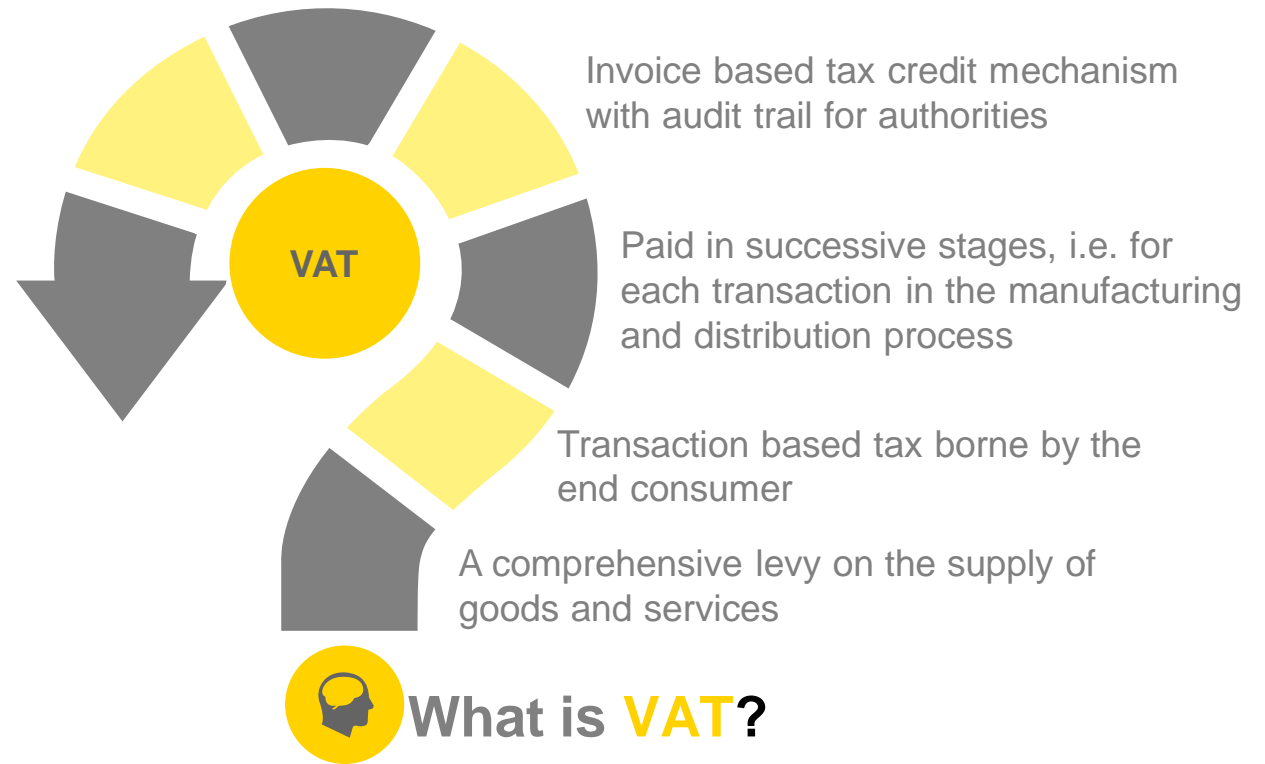 Invoice based tax credit mechanism
with audit trail for authorities
VAT
Paid in successive stages, i.e. for
each transaction in the manufacturing
and distribution process
Transaction based tax borne by the
end consumer
A comprehensive levy on the supply of
goods and services
What is VAT?